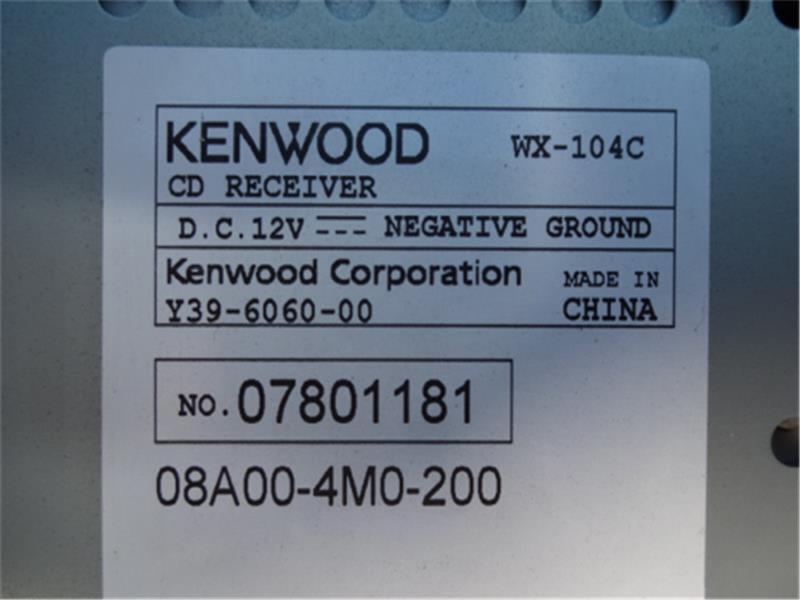 KENWOOD WX-104C
CD RECEIVER
D.C.12V NEGATIVE GROUND
Kenwood Corporation MADE IN
Y39-6060-00 CHINA
NO. 07801181
08A00-4M0-200